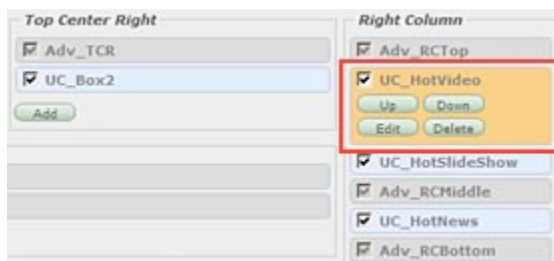 Top Center Right
Adv_TCR
UC_Box2
Add
Right Column
Adv_RCTop
UC_HotVideo
Up Down
Edit Delete
UC_HotSlideShow
Adv_RCMiddle
UC_HotNews
Adv_RCBottom